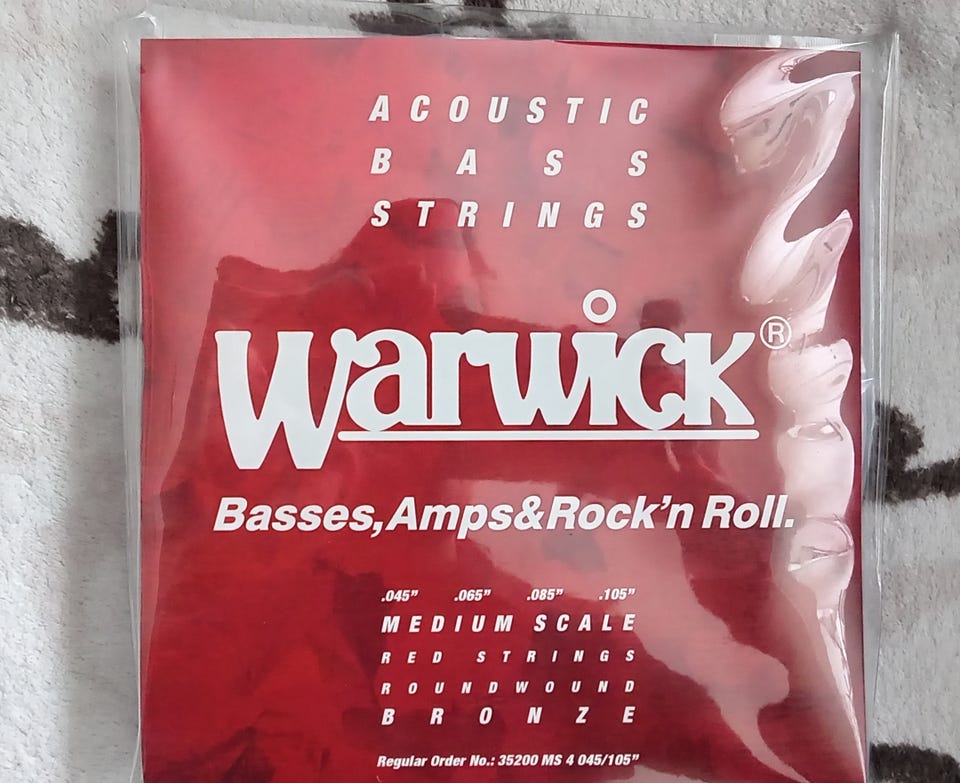 ACOUSTIC
BASS
STRINGS
Warwick®
Basses,Amps&Rock'n Roll.
.045" .065" .085" .105"
MEDIUM SCALE
RED STRINGS
ROUNDWOUND
BRONZE
Regular Order No.: 35200 MS 4 045/105"